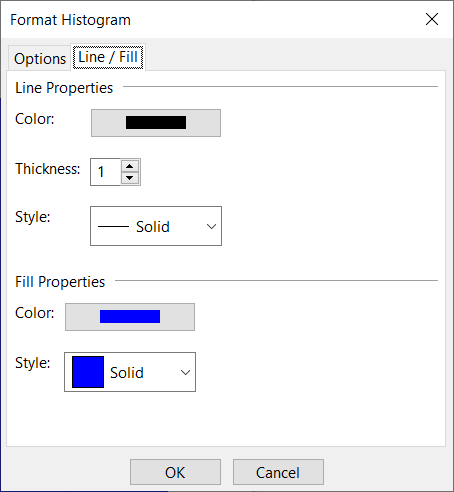 Format Histogram
Options
Line / Fill
Line Properties
Color:
Thickness: 1
Style: Solid
Fill Properties
Color:
Style: Solid
OK Cancel